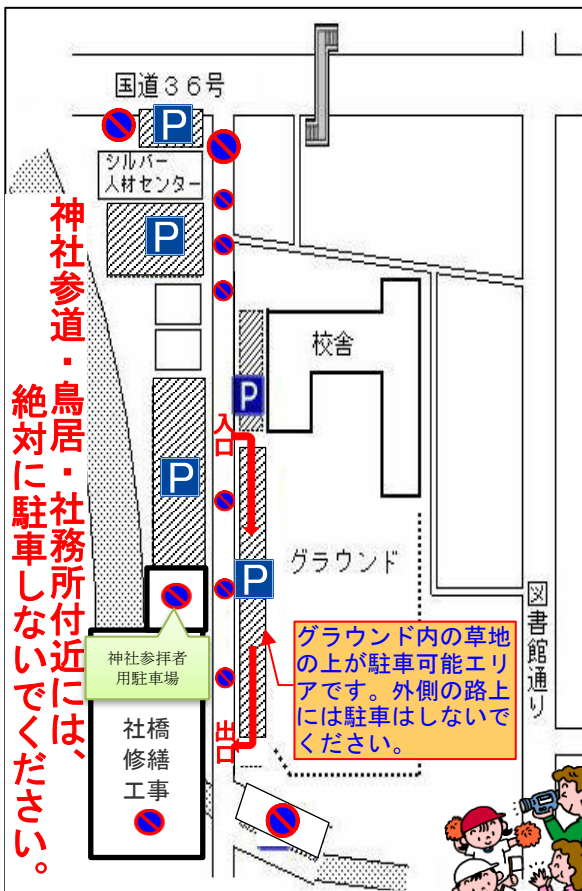 国道３６号
P
シルバー
人材センター
P
神社参道・鳥居・社務所付近には、
絶対に駐車しないでください。
校舎
P
入口
P
グラウンド
P
図書館通り
神社参拝者
用駐車場
グラウンド内の草地
の上が駐車可能エリ
アです。外側の路上
には駐車はしないで
ください。
出口
社橋
修繕
工事